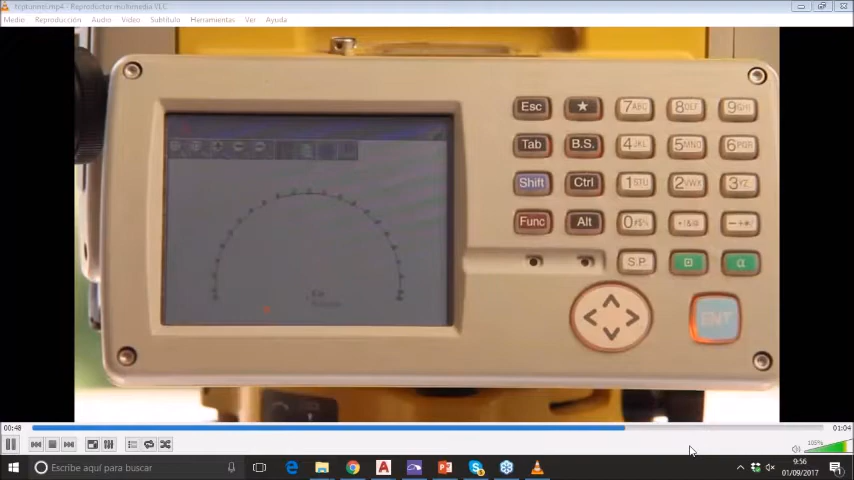 toptunnel.mp4 - Reproductor multimedia VLC
Medio Reproducción Audio Vídeo Subtítulo Herramientas Ver Ayuda
Esc ★ 7ABC 8DEF 9GHI
Tab B.S. 4JKL 5MNO 6PQR
Shift Ctrl 1STU 2VWX 3YZ
Func Alt 0
S.P. α
ENT
00:48 01:04
105%
Escribe aquí para buscar
9:56
01/09/2017